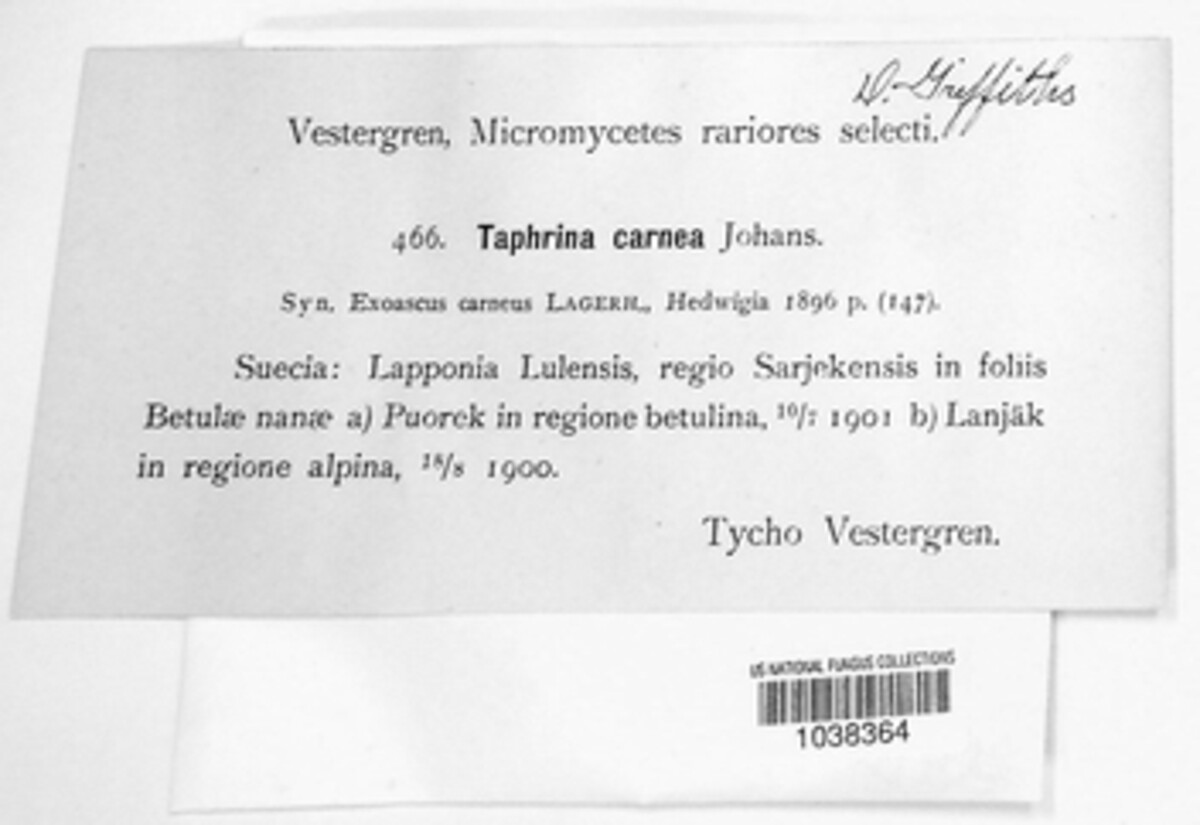 D. Griffiths
Vestergren, Micromycetes rariores selecti.
466. Taphrina carnea Johans.
Syn. Exoascus carneus LAGERH., Hedwigia 1896 p. (147).
Suecia: Lapponia Lulensis, regio Sarjekensis in foliis
Betulæ nanæ a) Puorek in regione betulina, 10/7 1901 b) Lanjäk
in regione alpina, 18/8 1900.
Tycho Vestergren.
US NATIONAL FUNGUS COLLECTIONS
1038364